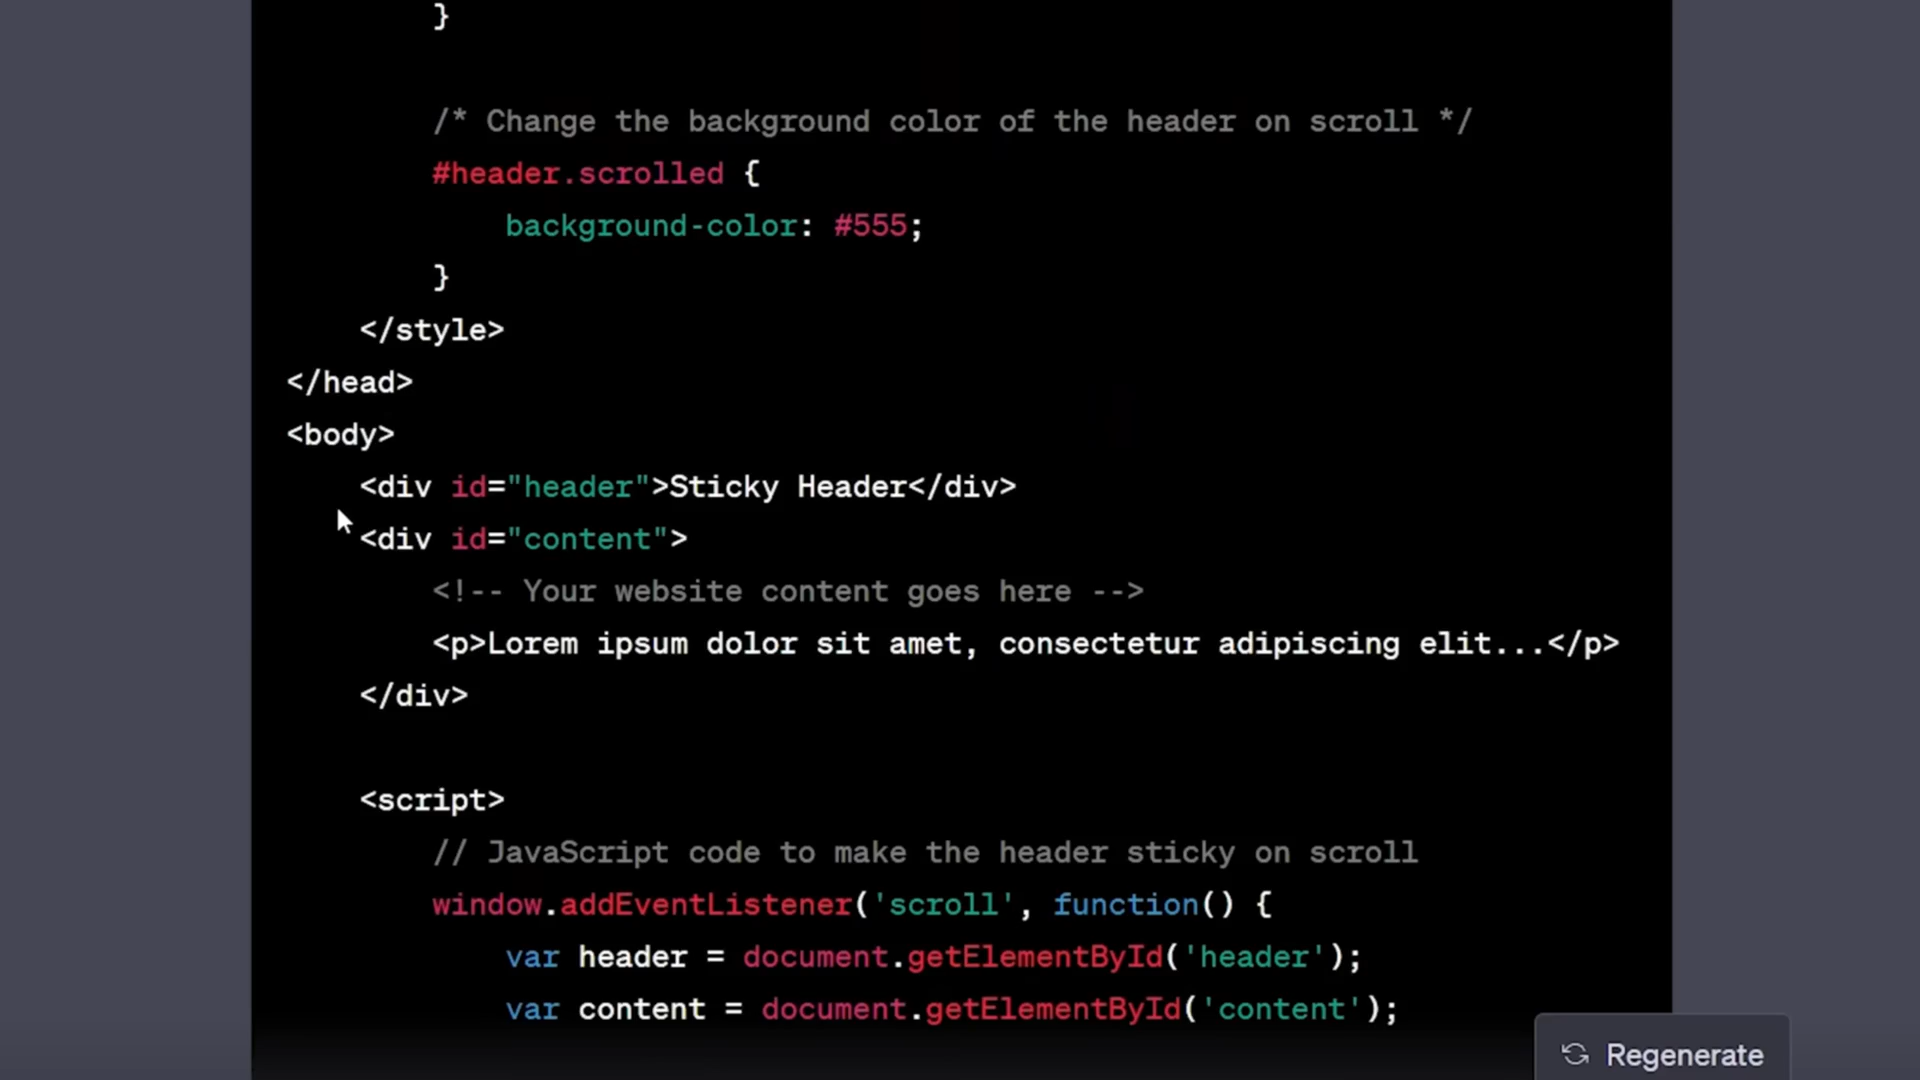 }
/* Change the background color of the header on scroll */
#header.scrolled {
background-color: #555;
}
</style>
</head>
<body>
<div id="header">Sticky Header</div>
<div id="content">
<!-- Your website content goes here -->
<p>Lorem ipsum dolor sit amet, consectetur adipiscing elit...</p>
</div>
<script>
// JavaScript code to make the header sticky on scroll
window.addEventListener('scroll', function() {
var header = document.getElementById('header');
var content = document.getElementById('content');
Regenerate